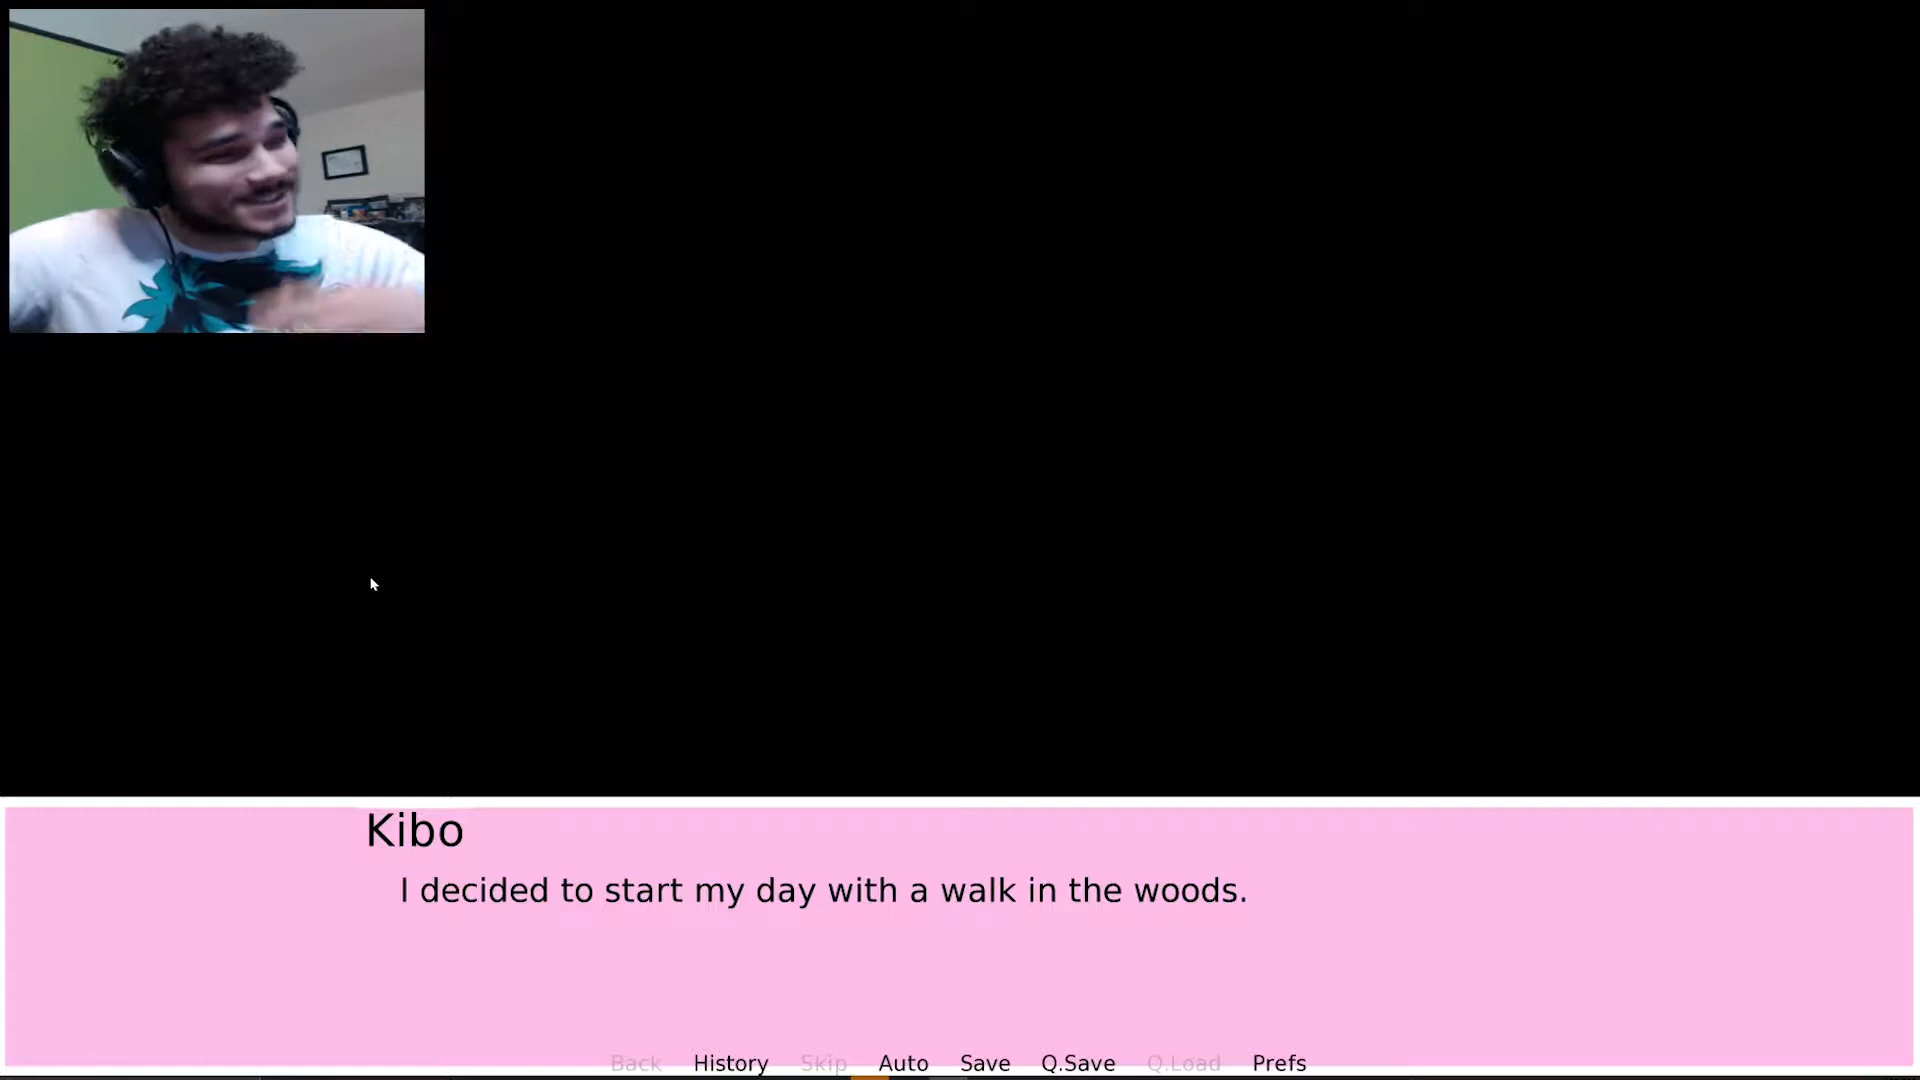 Kibo
I decided to start my day with a walk in the woods.
Back History Skip Auto Save Q.Save Q.Load Prefs